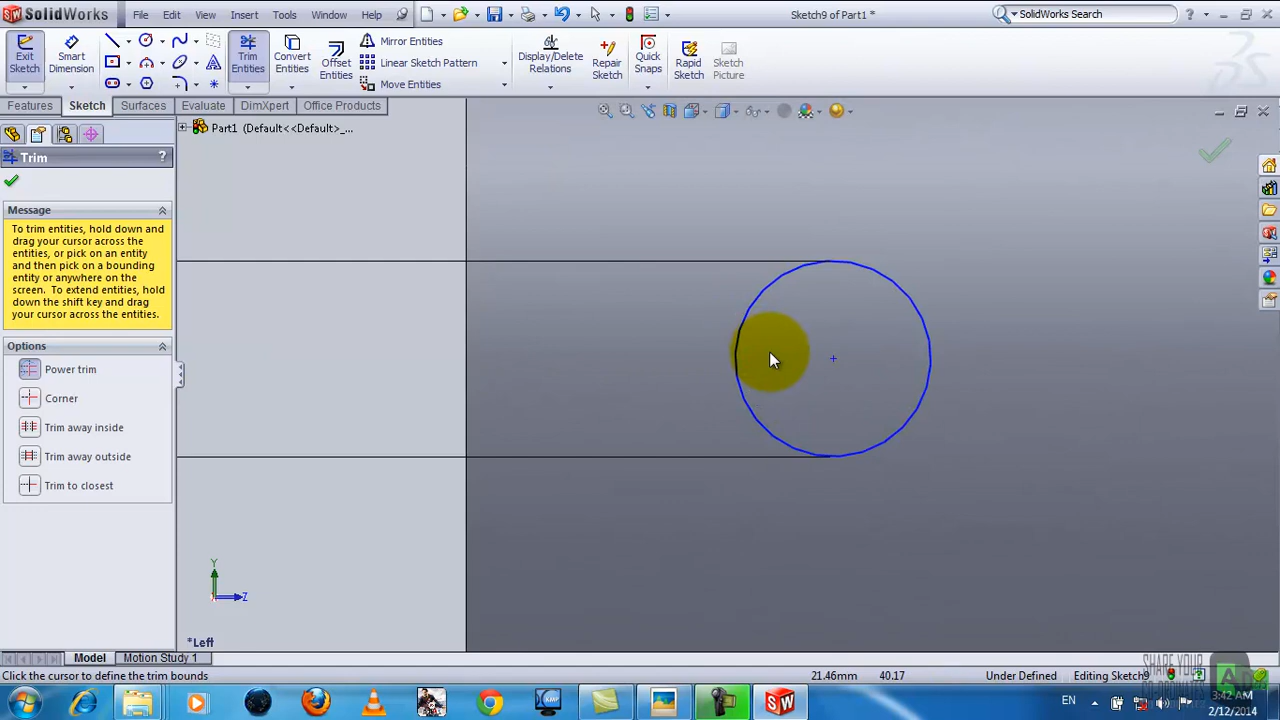 SolidWorks File Edit View Insert Tools Window Help Sketch9 of Part1 * SolidWorks Search
Exit Sketch
Smart Dimension
Trim Entities
Convert Entities
Offset Entities
Mirror Entities
Linear Sketch Pattern
Move Entities
Display/Delete Relations
Repair Sketch
Quick Snaps
Rapid Sketch
Sketch Picture
Features Sketch Surfaces Evaluate DimXpert Office Products
Part1 (Default<<Default>_...
Trim ?
Message
To trim entities, hold down and
drag your cursor across the
entities, or pick on an entity
and then pick on a bounding
entity or anywhere on the
screen. To extend entities, hold
down the shift key and drag
your cursor across the entities.
Options
Power trim
Corner
Trim away inside
Trim away outside
Trim to closest
Y
Z
*Left
Model Motion Study 1
Click the cursor to define the trim bounds 21.46mm 40.17 Under Defined Editing Sketch9
SHARE YOUR
EN 3:42 AM
2/12/2014